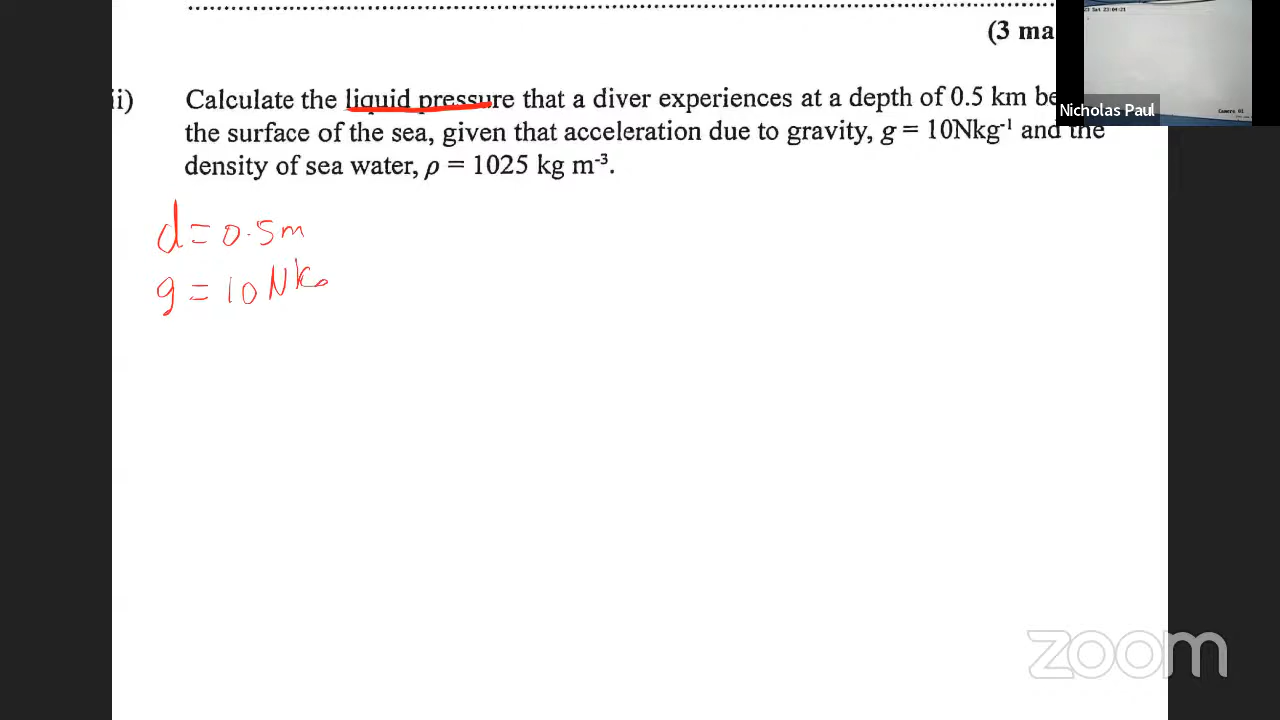 (3 ma
ii) Calculate the liquid pressure that a diver experiences at a depth of 0.5 km be
the surface of the sea, given that acceleration due to gravity, g = 10Nkg⁻¹ and the
density of sea water, ρ = 1025 kg m⁻³.
d = 0.5m
g = 10 Nk
Nicholas Paul
zoom